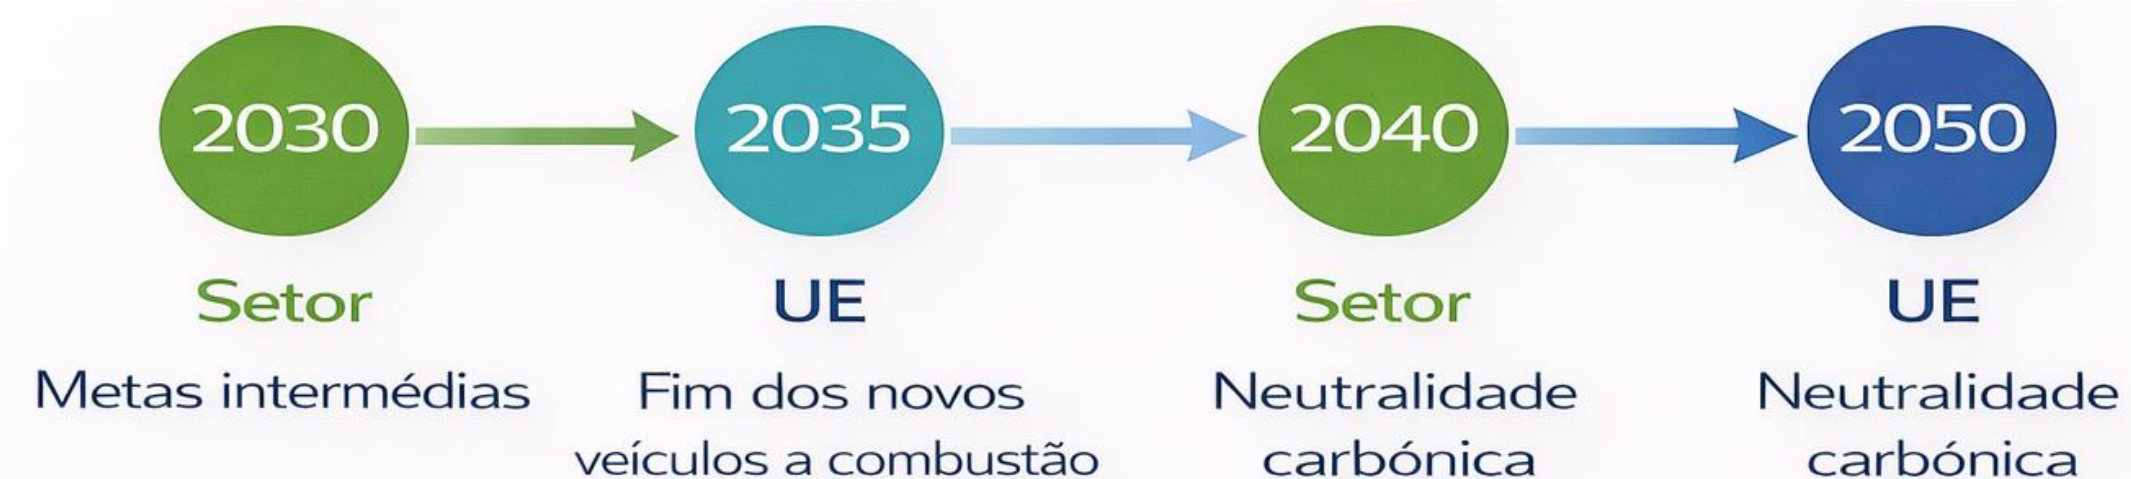 2030
2035
2040
2050
Setor
UE
Setor
UE
Metas intermédias
Fim dos novos
veículos a combustão
Neutralidade
carbónica
Neutralidade
carbónica